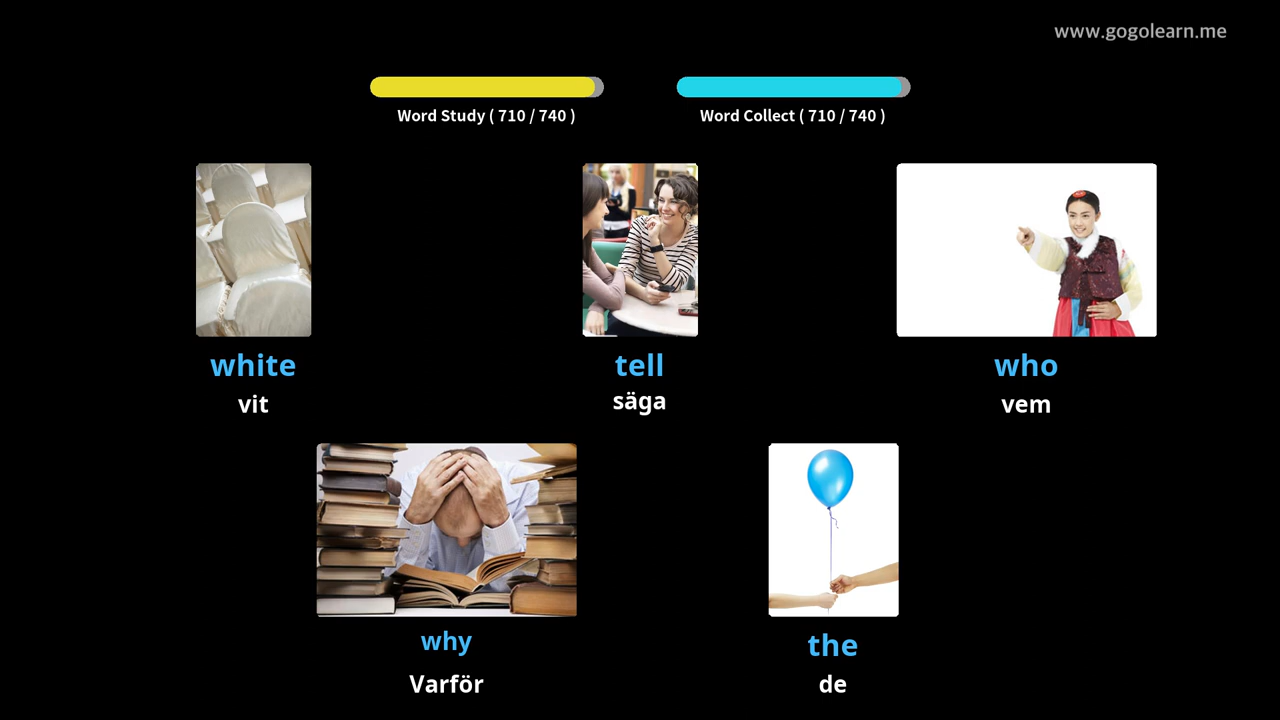 www.gogolearn.me
Word Study ( 710 / 740 )
Word Collect ( 710 / 740 )
white
tell
who
vit
säga
vem
why
the
Varför
de